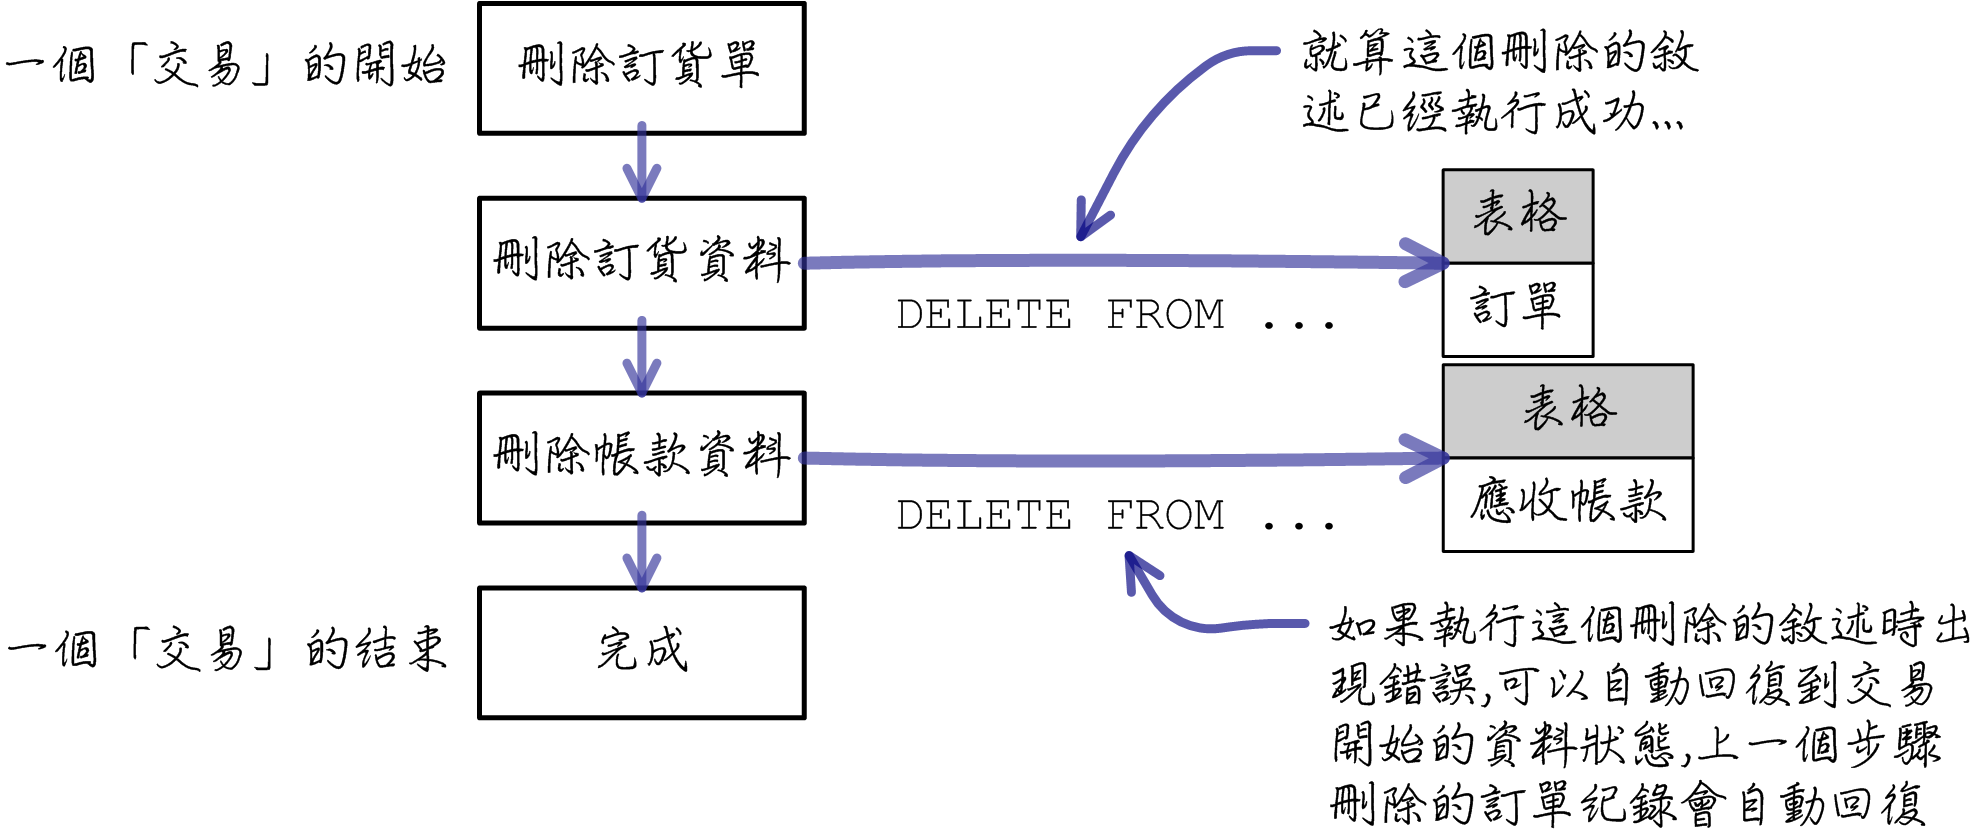 一個「交易」的開始
刪除訂貨單
就算這個刪除的敘
述已經執行成功...
刪除訂貨資料
表格
訂單
DELETE FROM ...
刪除帳款資料
表格
應收帳款
DELETE FROM ...
一個「交易」的结束
完成
如果執行這個刪除的敘述時出
現錯誤,可以自動回復到交易
開始的資料狀態,上一個步驟
刪除的訂單紀錄會自動回復